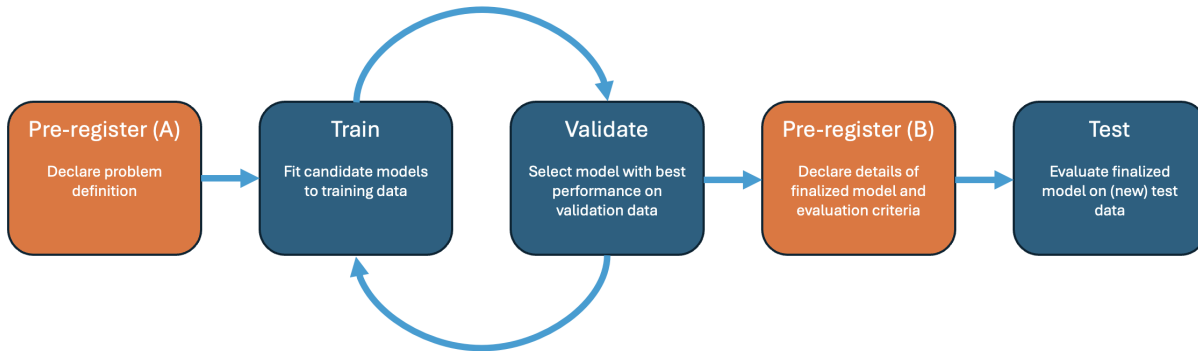 Pre-register (A)
Declare problem
definition
Train
Fit candidate models
to training data
Validate
Select model with best
performance on
validation data
Pre-register (B)
Declare details of
finalized model and
evaluation criteria
Test
Evaluate finalized
model on (new) test
data